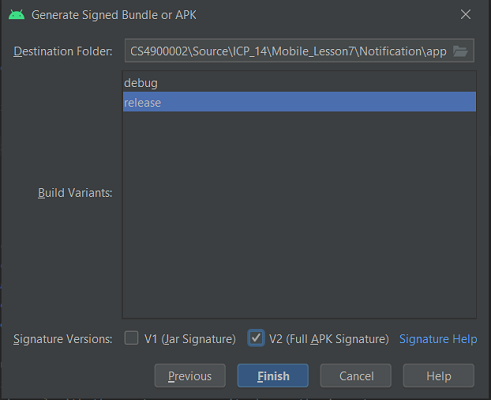 Generate Signed Bundle or APK
Destination Folder: CS4900002\Source\ICP_14\Mobile_Lesson7\Notification\app
debug
release
Build Variants:
Signature Versions: V1 (Jar Signature) V2 (Full APK Signature) Signature Help
Previous Finish Cancel Help